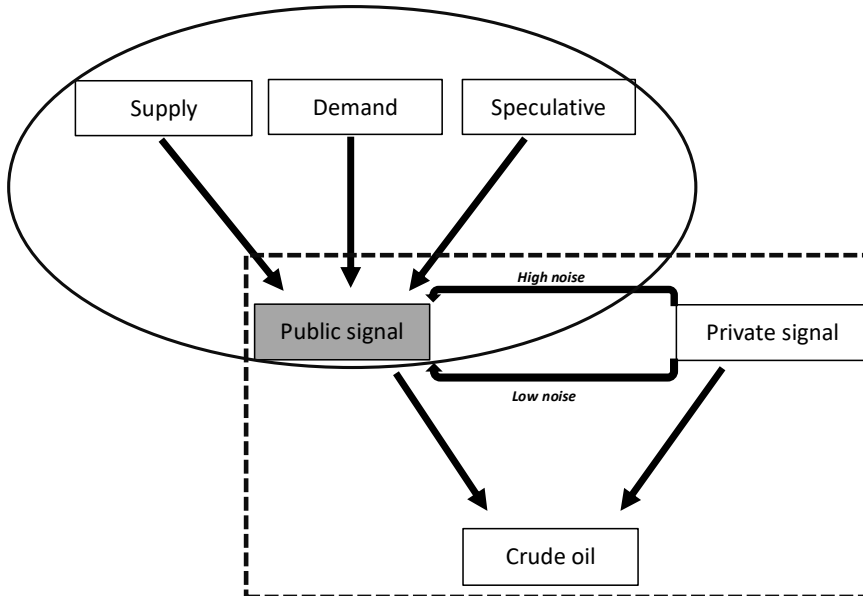 Supply
Demand
Speculative
High noise
Public signal
Private signal
Low noise
Crude oil